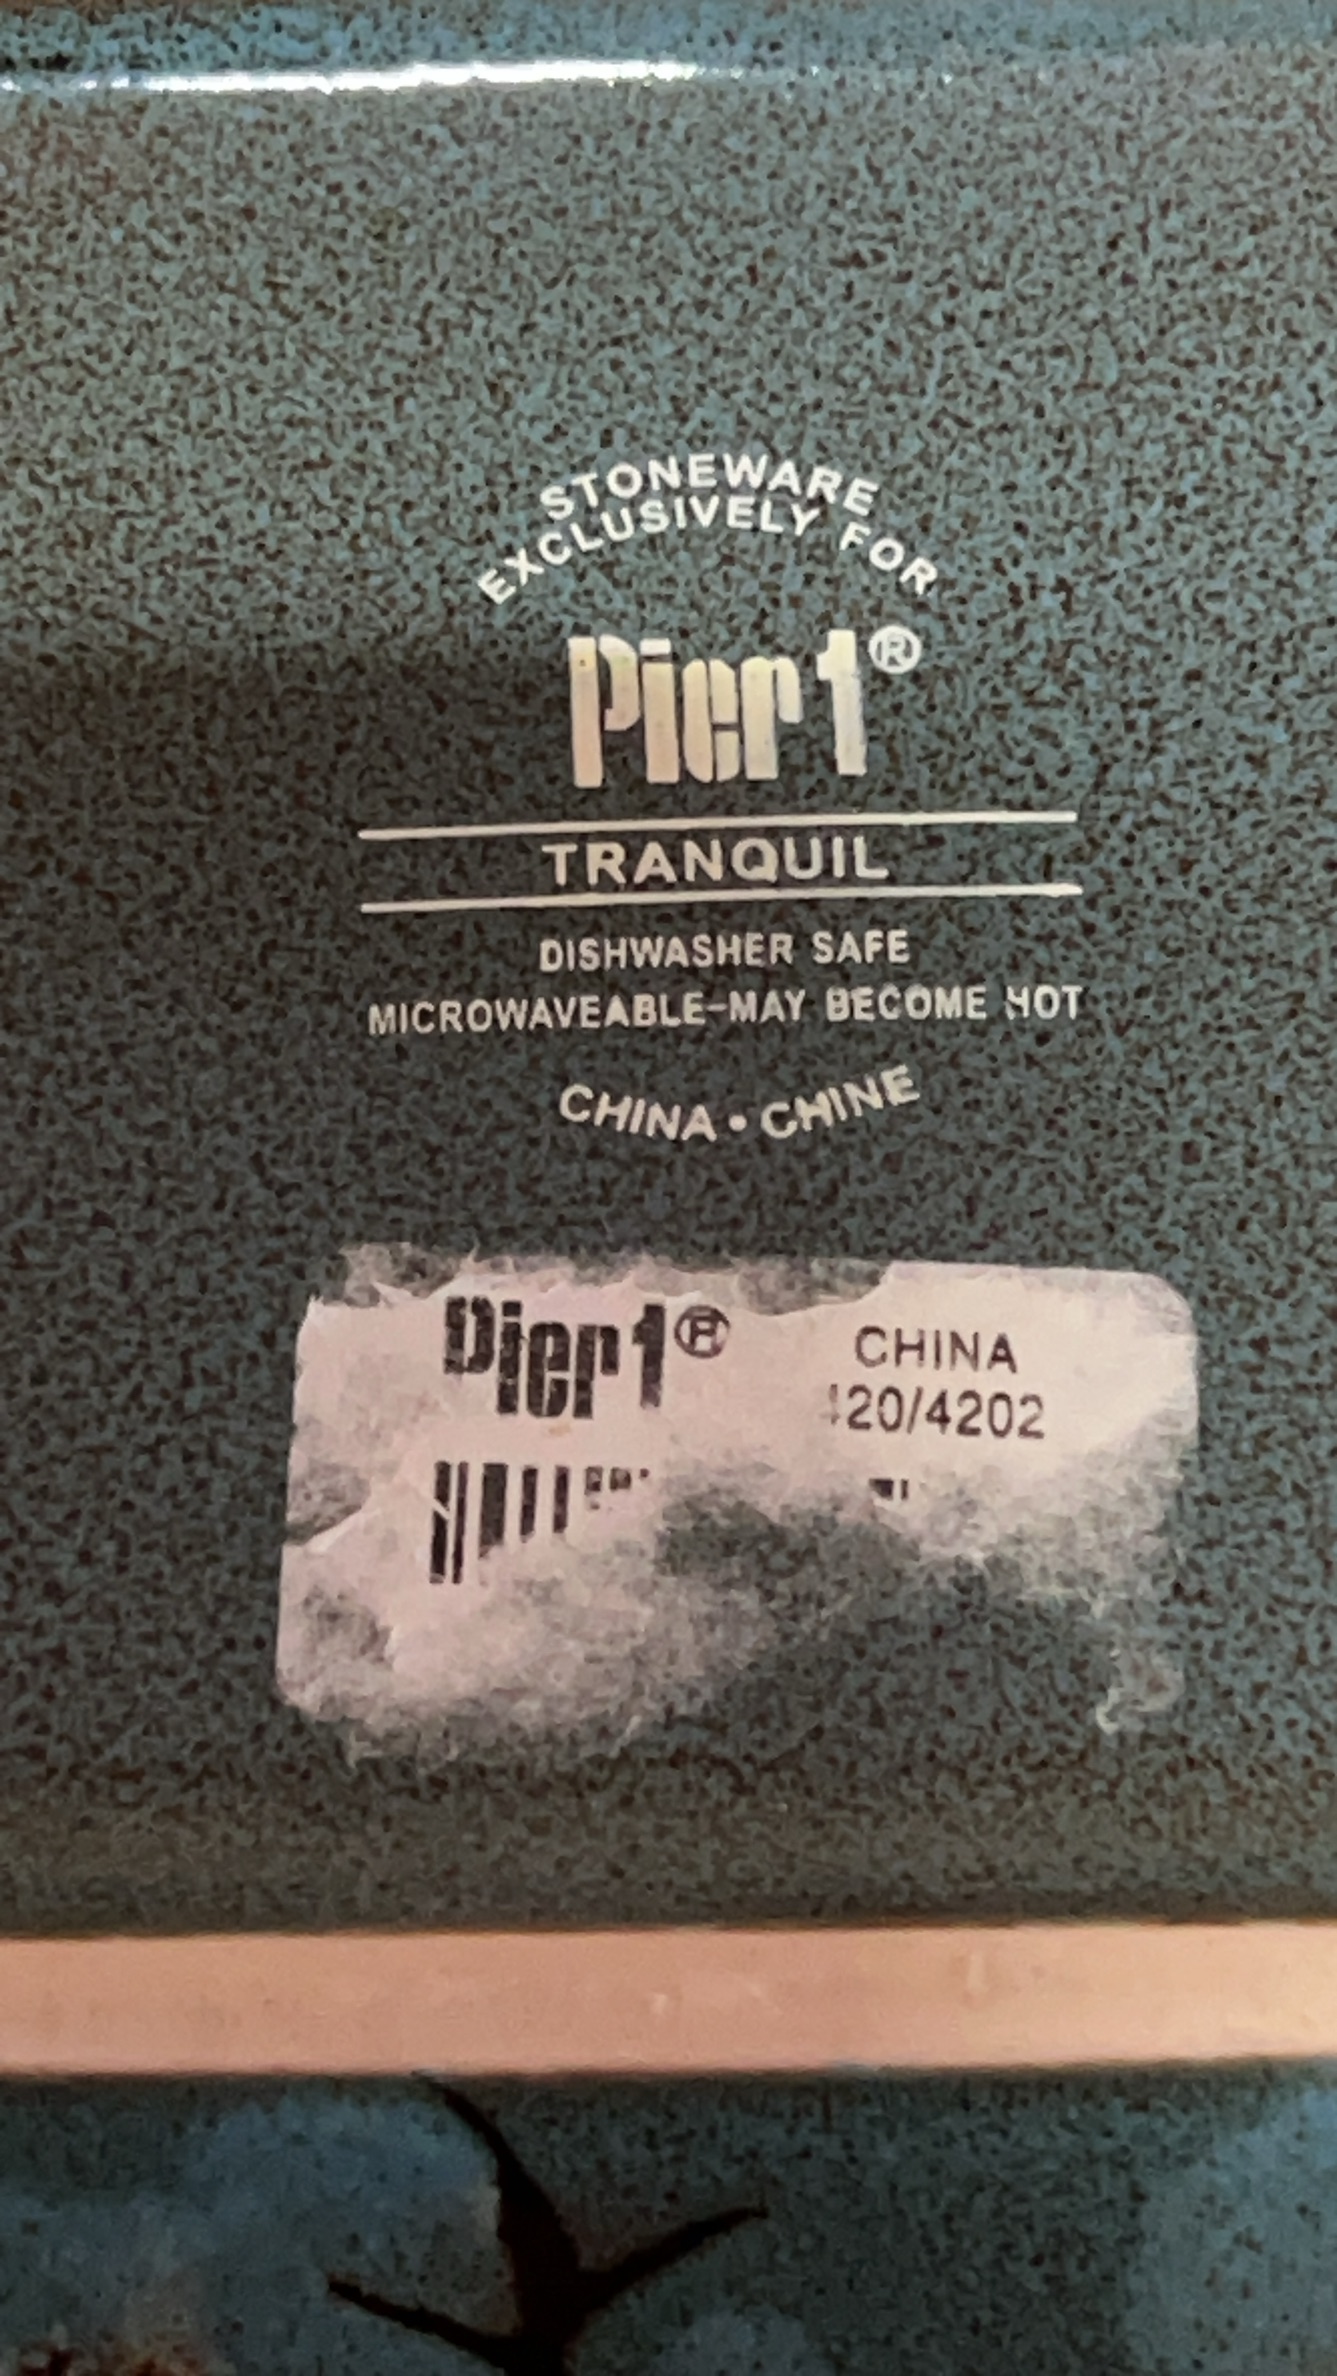 STONEWARE
EXCLUSIVELY FOR
Pier 1®
TRANQUIL
DISHWASHER SAFE
MICROWAVEABLE-MAY BECOME HOT
CHINA • CHINE
Pier 1®
CHINA
20/4202